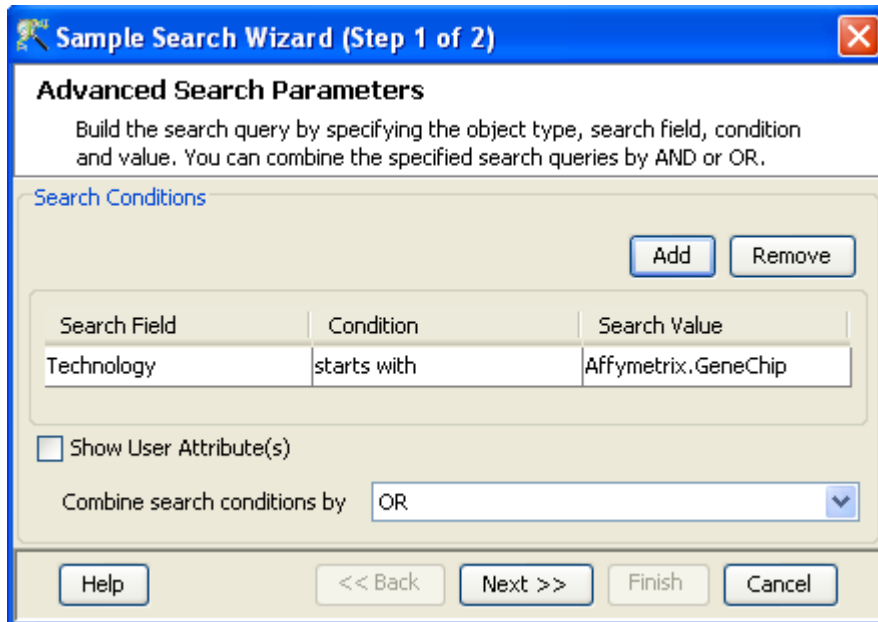 Sample Search Wizard (Step 1 of 2)
Advanced Search Parameters
Build the search query by specifying the object type, search field, condition
and value. You can combine the specified search queries by AND or OR.
Search Conditions
Add Remove
Search Field Condition Search Value
Technology starts with Affymetrix.GeneChip
Show User Attribute(s)
Combine search conditions by OR
Help << Back Next >> Finish Cancel